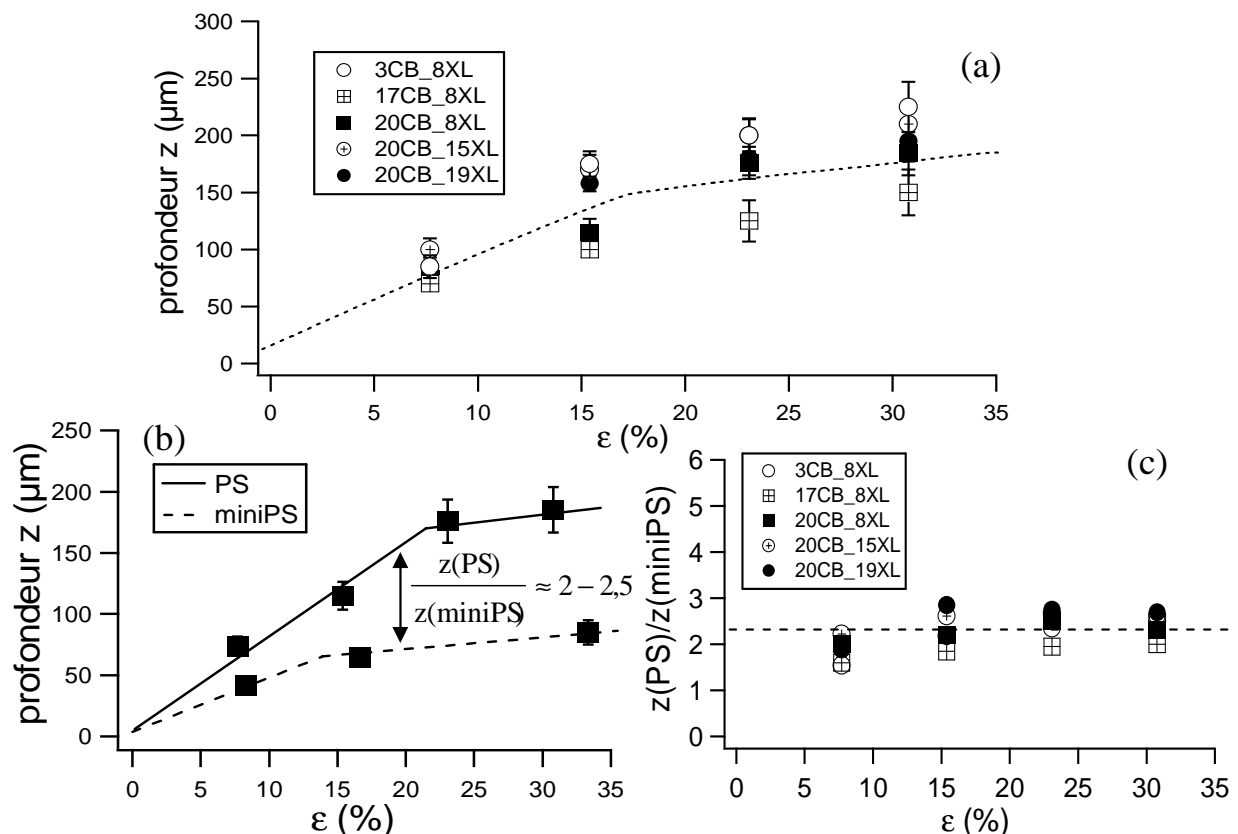 (a)
profondeur z (µm)
300
250
200
150
100
50
0
3CB_8XL
17CB_8XL
20CB_8XL
20CB_15XL
20CB_19XL
0 5 10 15 20 25 30 35
ε (%)
(b)
profondeur z (µm)
250
200
150
100
50
0
PS
miniPS
z(PS)
z(miniPS)
≈ 2 − 2,5
0 5 10 15 20 25 30 35
ε (%)
(c)
z(PS)/z(miniPS)
6
5
4
3
2
1
0
3CB_8XL
17CB_8XL
20CB_8XL
20CB_15XL
20CB_19XL
0 5 10 15 20 25 30 35
ε (%)